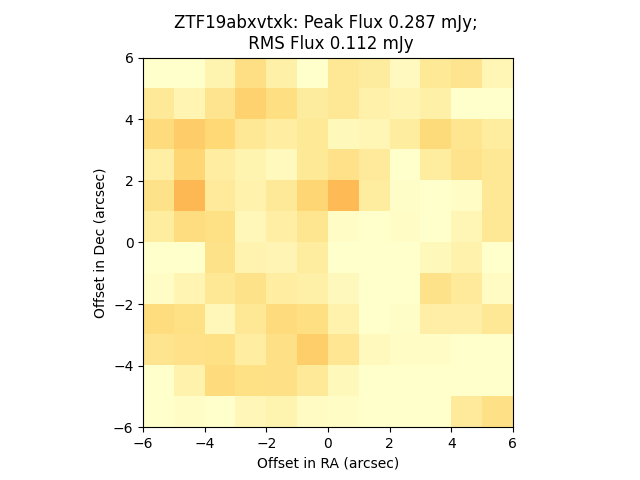 ZTF19abxvtxk: Peak Flux 0.287 mJy;
RMS Flux 0.112 mJy
6
4
2
0
−2
−4
−6
Offset in Dec (arcsec)
−6 −4 −2 0 2 4 6
Offset in RA (arcsec)